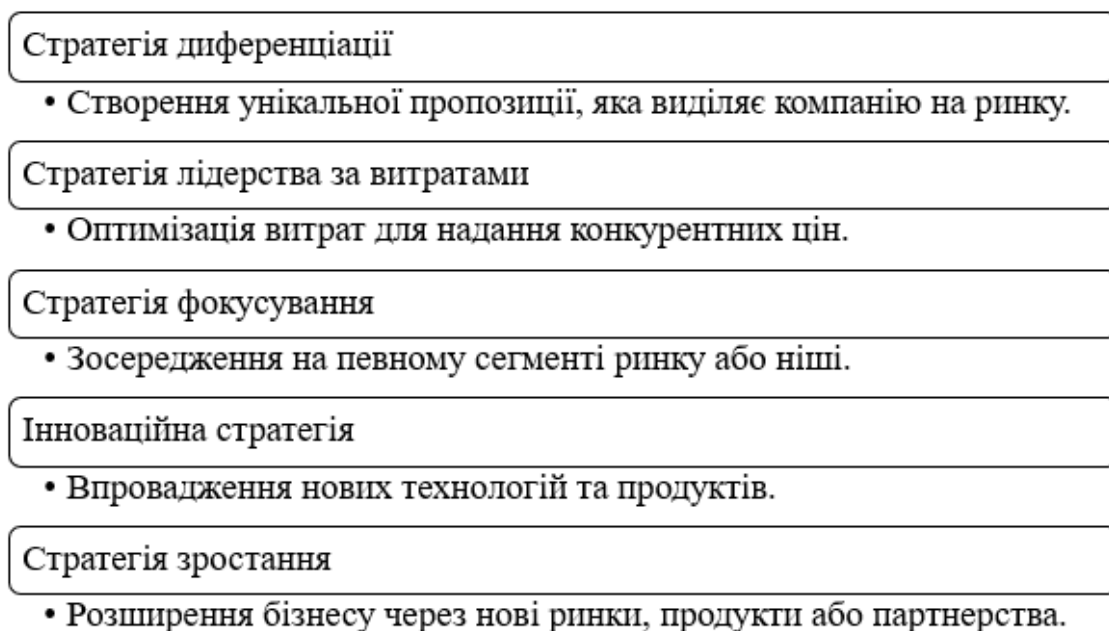 Стратегія диференціації
• Створення унікальної пропозиції, яка виділяє компанію на ринку.
Стратегія лідерства за витратами
• Оптимізація витрат для надання конкурентних цін.
Стратегія фокусування
• Зосередження на певному сегменті ринку або ніші.
Інноваційна стратегія
• Впровадження нових технологій та продуктів.
Стратегія зростання
• Розширення бізнесу через нові ринки, продукти або партнерства.